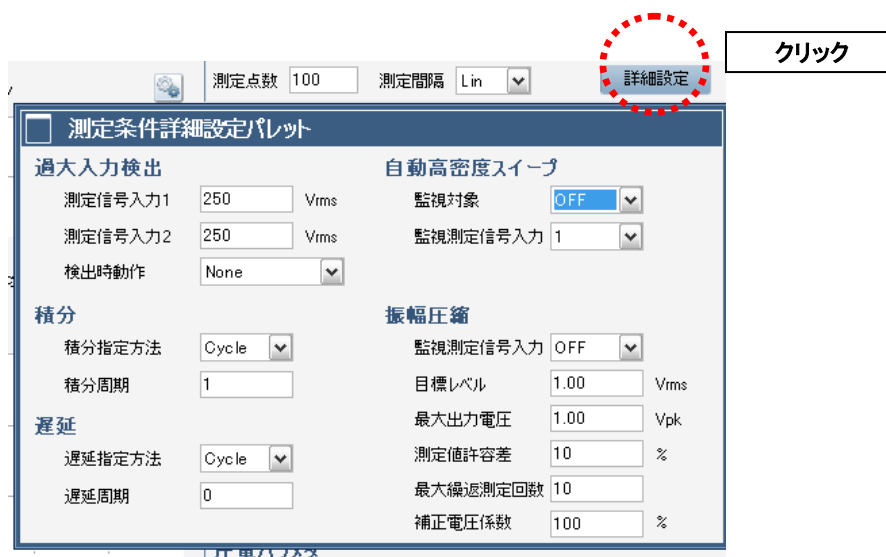 クリック
測定点数 100 測定間隔 Lin 詳細設定
測定条件詳細設定パレット
過大入力検出
測定信号入力1 250 Vrms
測定信号入力2 250 Vrms
検出時動作 None
積分
積分指定方法 Cycle
積分周期 1
遅延
遅延指定方法 Cycle
遅延周期 0
自動高密度スイープ
監視対象 OFF
監視測定信号入力 1
振幅圧縮
監視測定信号入力 OFF
目標レベル 1.00 Vrms
最大出力電圧 1.00 Vpk
測定値許容差 10 %
最大繰返測定回数 10
補正電圧係数 100 %